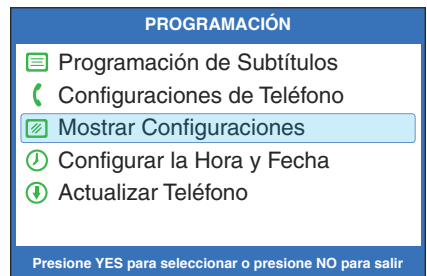 PROGRAMACIÓN
Programación de Subtítulos
Configuraciones de Teléfono
Mostrar Configuraciones
Configurar la Hora y Fecha
Actualizar Teléfono
Presione YES para seleccionar o presione NO para salir